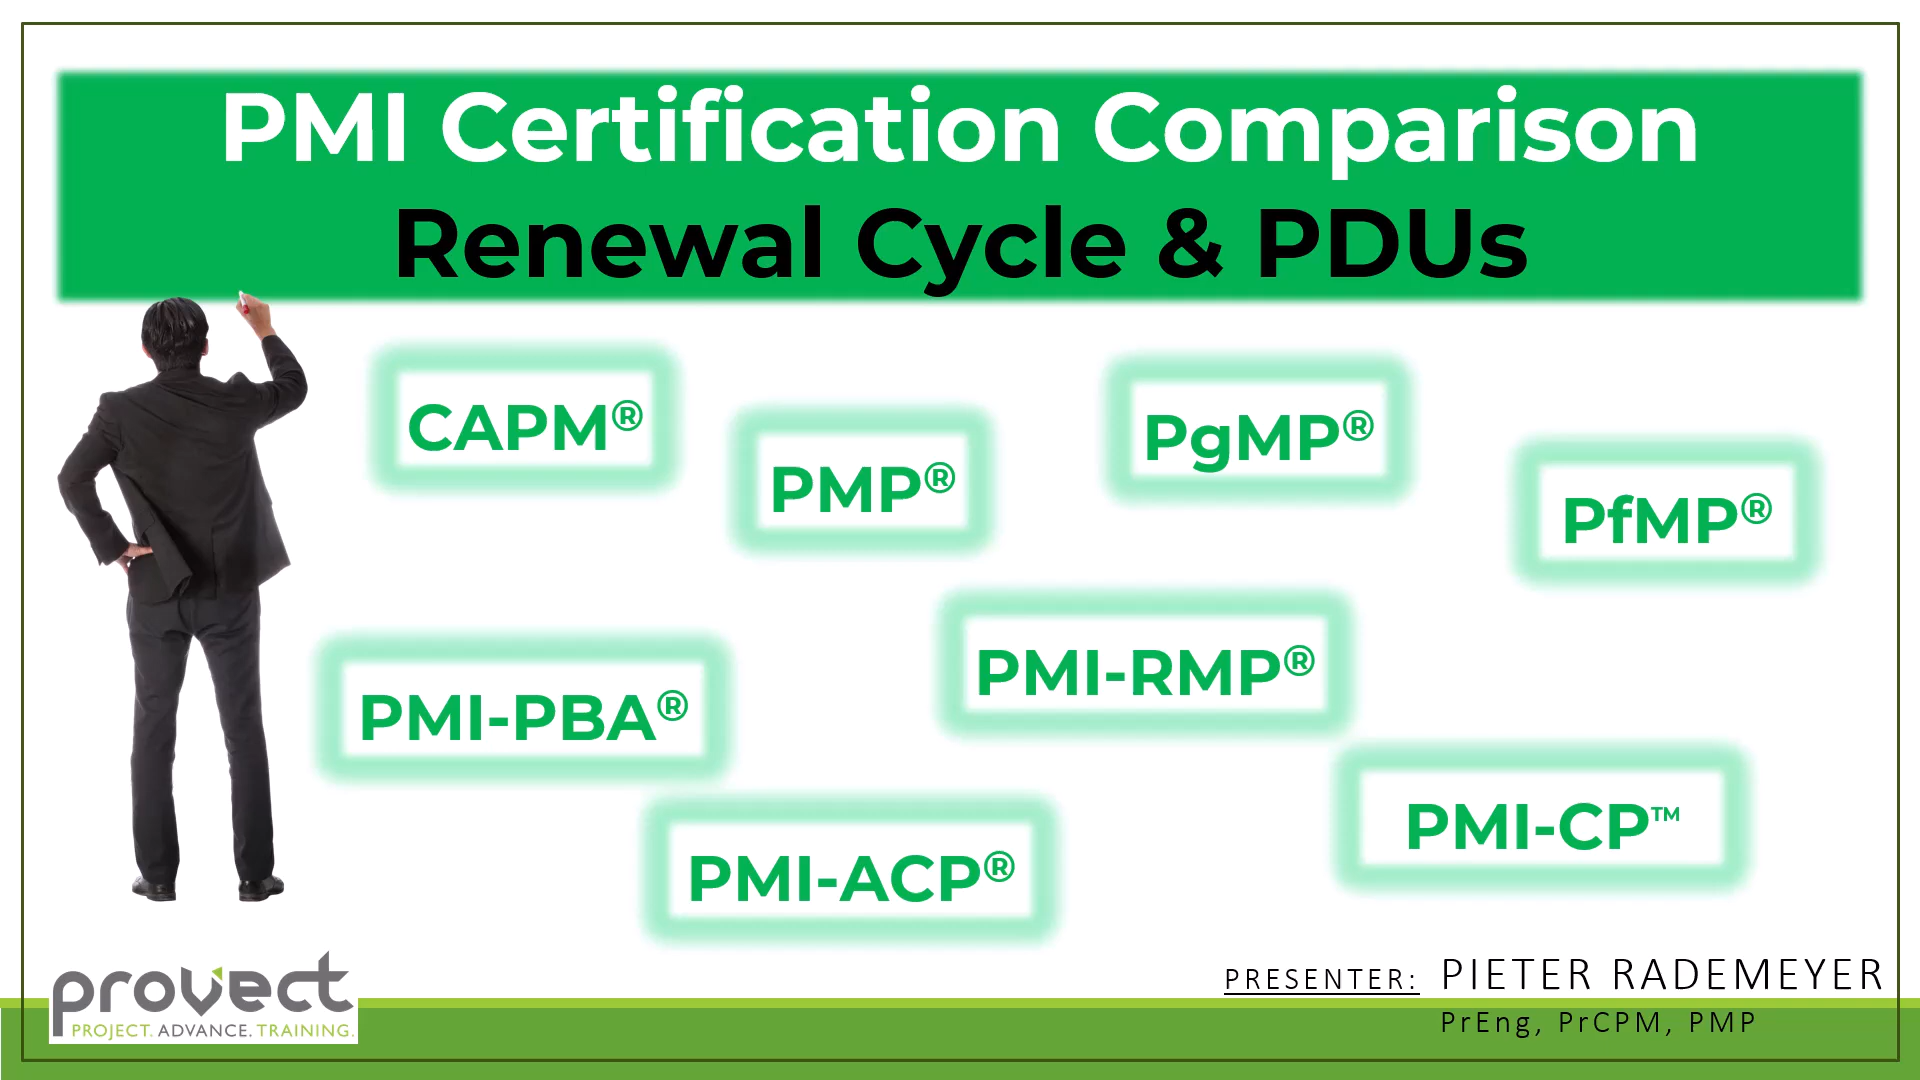 PMI Certification Comparison
Renewal Cycle & PDUs
CAPM®
PMP®
PgMP®
PfMP®
PMI-PBA®
PMI-RMP®
PMI-ACP®
PMI-CP™
provect
PROJECT. ADVANCE. TRAINING.
PRESENTER: PIETER RADEMEYER
PrEng, PrCPM, PMP